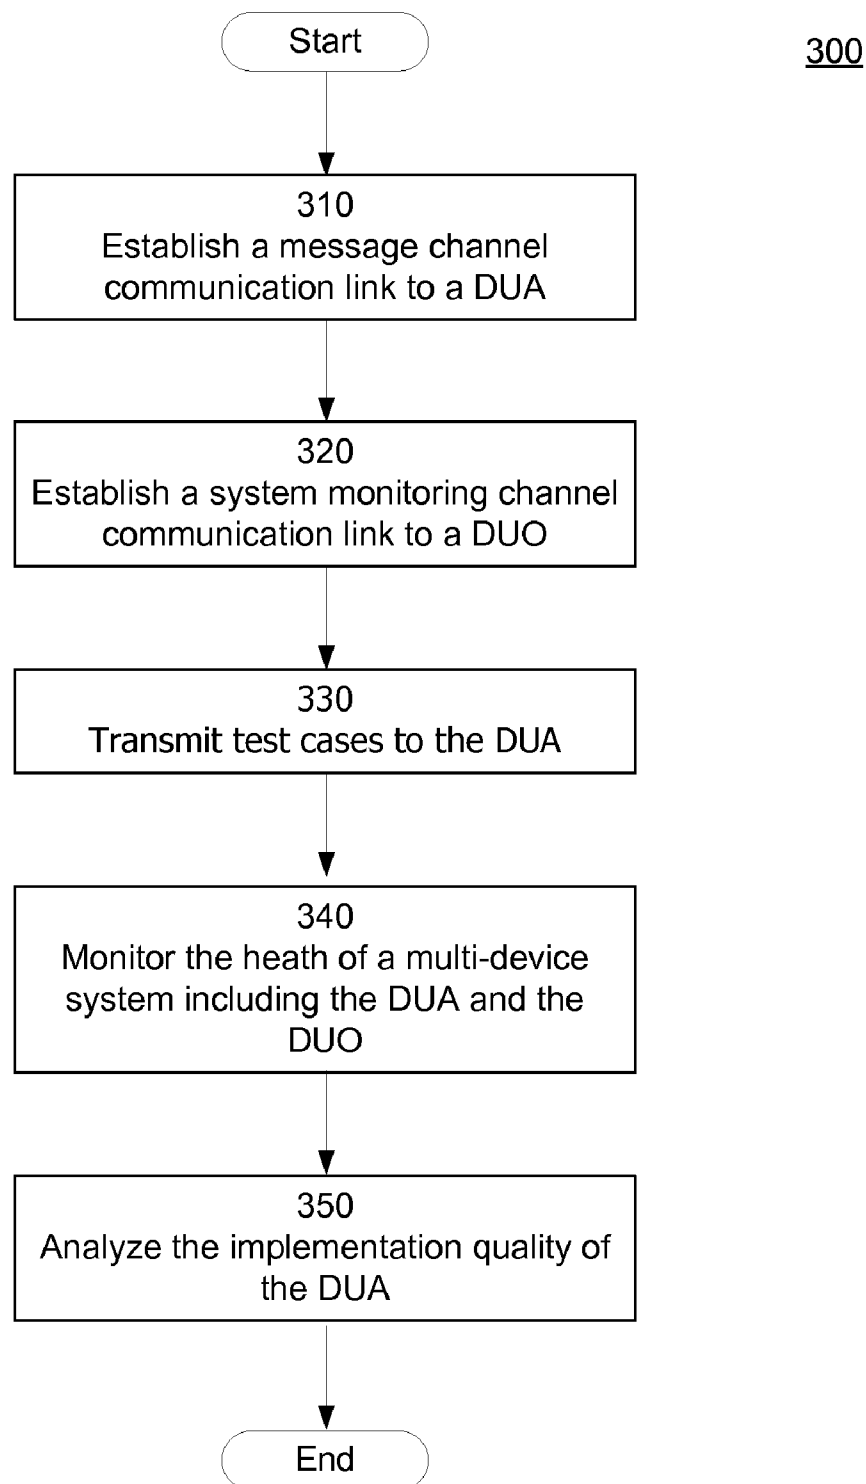 Start
300
310
Establish a message channel
communication link to a DUA
320
Establish a system monitoring channel
communication link to a DUO
330
Transmit test cases to the DUA
340
Monitor the heath of a multi-device
system including the DUA and the
DUO
350
Analyze the implementation quality of
the DUA
End